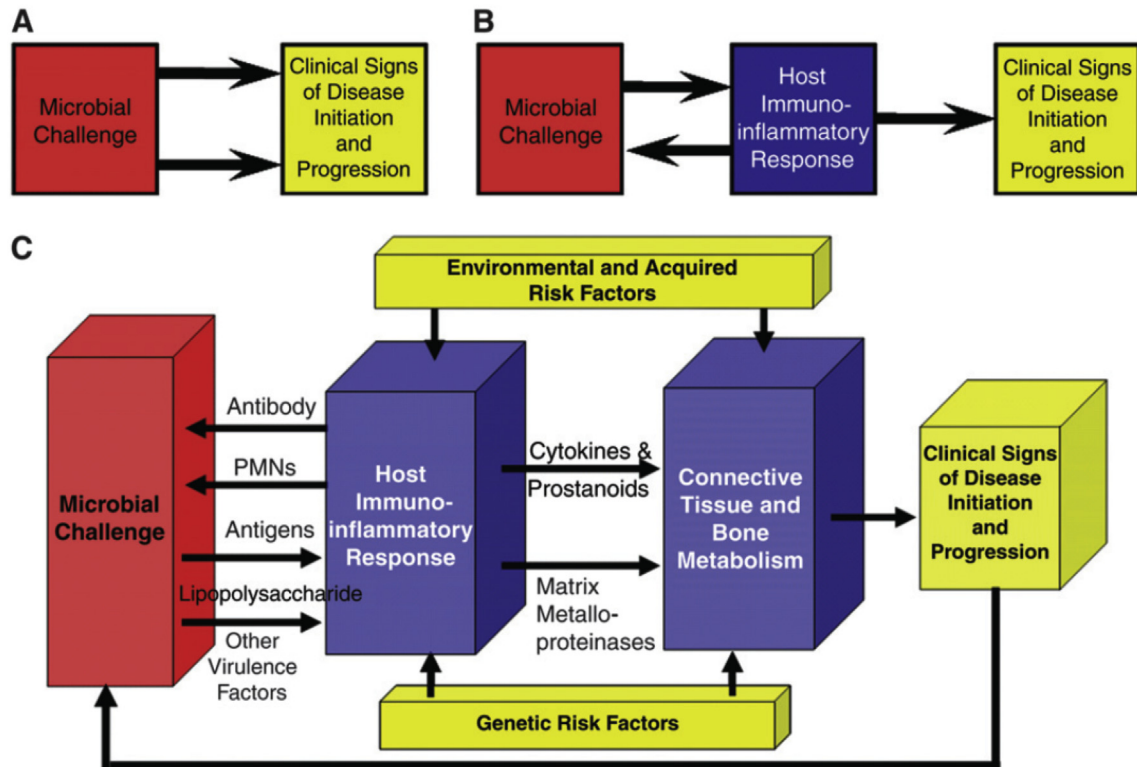 A
Microbial
Challenge
Clinical Signs
of Disease
Initiation
and
Progression
B
Microbial
Challenge
Host
Immuno-
inflammatory
Response
Clinical Signs
of Disease
Initiation
and
Progression
C
Environmental and Acquired
Risk Factors
Microbial
Challenge
Antibody
PMNs
Antigens
Lipopolysaccharide
Other
Virulence
Factors
Host
Immuno-
inflammatory
Response
Cytokines &
Prostanoids
Matrix
Metallo-
proteinases
Connective
Tissue and
Bone
Metabolism
Clinical Signs
of Disease
Initiation
and
Progression
Genetic Risk Factors